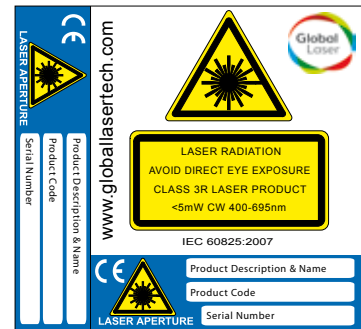 CE
LASER APERTURE
Product Description & Name
Product Code
Serial Number
www.globallasertech.com
Global
Laser
LASER RADIATION
AVOID DIRECT EYE EXPOSURE
CLASS 3R LASER PRODUCT
<5mW CW 400-695nm
IEC 60825:2007
CE
LASER APERTURE
Product Description & Name
Product Code
Serial Number